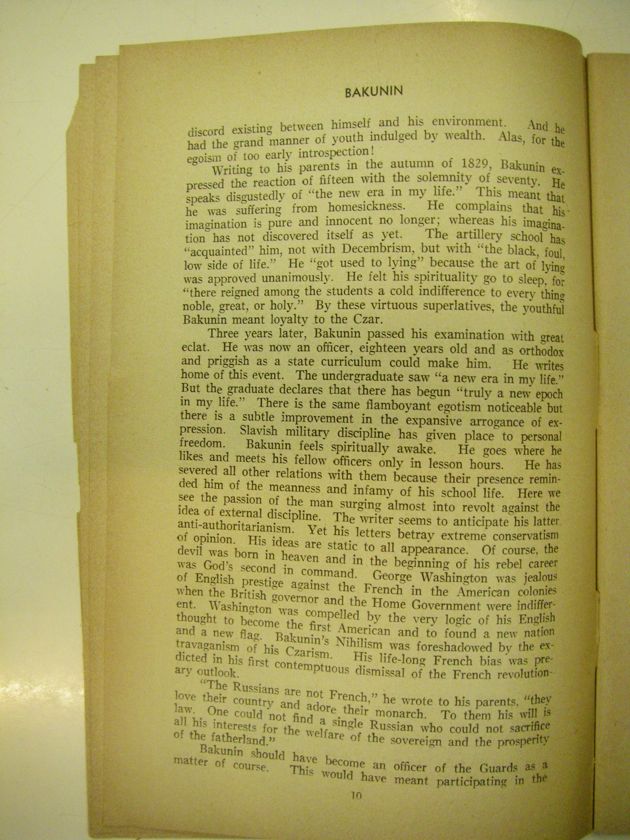 BAKUNIN
discord existing between himself and his environment. And he
had the grand manner of youth indulged by wealth. Alas, for the
egoism of too early introspection!
Writing to his parents in the autumn of 1829, Bakunin ex-
pressed the reaction of fifteen with the solemnity of seventy. He
speaks disgustedly of "the new era in my life." This meant that
he was suffering from homesickness. He complains that his
imagination is pure and innocent no longer; whereas his imagina-
tion has not discovered itself as yet. The artillery school has
"acquainted" him, not with Decembrism, but with "the black, foul,
low side of life." He "got used to lying" because the art of lying
was approved unanimously. He felt his spirituality go to sleep, for
"there reigned among the students a cold indifference to every thing
noble, great, or holy." By these virtuous superlatives, the youthful
Bakunin meant loyalty to the Czar.
Three years later, Bakunin passed his examination with great
eclat. He was now an officer, eighteen years old and as orthodox
and priggish as a state curriculum could make him. He writes
home of this event. The undergraduate saw "a new era in my life."
But the graduate declares that there has begun "truly a new epoch
in my life." There is the same flamboyant egotism noticeable but
there is a subtle improvement in the expansive arrogance of ex-
pression. Slavish military discipline has given place to personal
freedom. Bakunin feels spiritually awake. He goes where he
likes and meets his fellow officers only in lesson hours. He has
severed all other relations with them because their presence remin-
ded him of the meanness and infamy of his school life. Here we
see the passion of the man surging almost into revolt against the
idea of external discipline. The writer seems to anticipate his latter
anti-authoritarianism. Yet his letters betray extreme conservatism
of opinion. His ideas are static to all appearance. Of course, the
devil was born in heaven and in the beginning of his rebel career
was God's second in command. George Washington was jealous
of English prestige against the French in the American colonies
when the British governor and the Home Government were indiffer-
ent. Washington was compelled by the very logic of his English
thought to become the first American and to found a new nation
and a new flag. Bakunin's Nihilism was foreshadowed by the ex-
travaganism of his Czarism. His life-long French bias was pre-
dicted in his first contemptuous dismissal of the French revolution-
ary outlook.
"The Russians are not French," he wrote to his parents, "they
love their country and adore their monarch. To them his will is
law. One could not find a single Russian who could not sacrifice
all his interests for the welfare of the sovereign and the prosperity
of the fatherland."
Bakunin should have become an officer of the Guards as a
matter of course. This would have meant participating in the
10